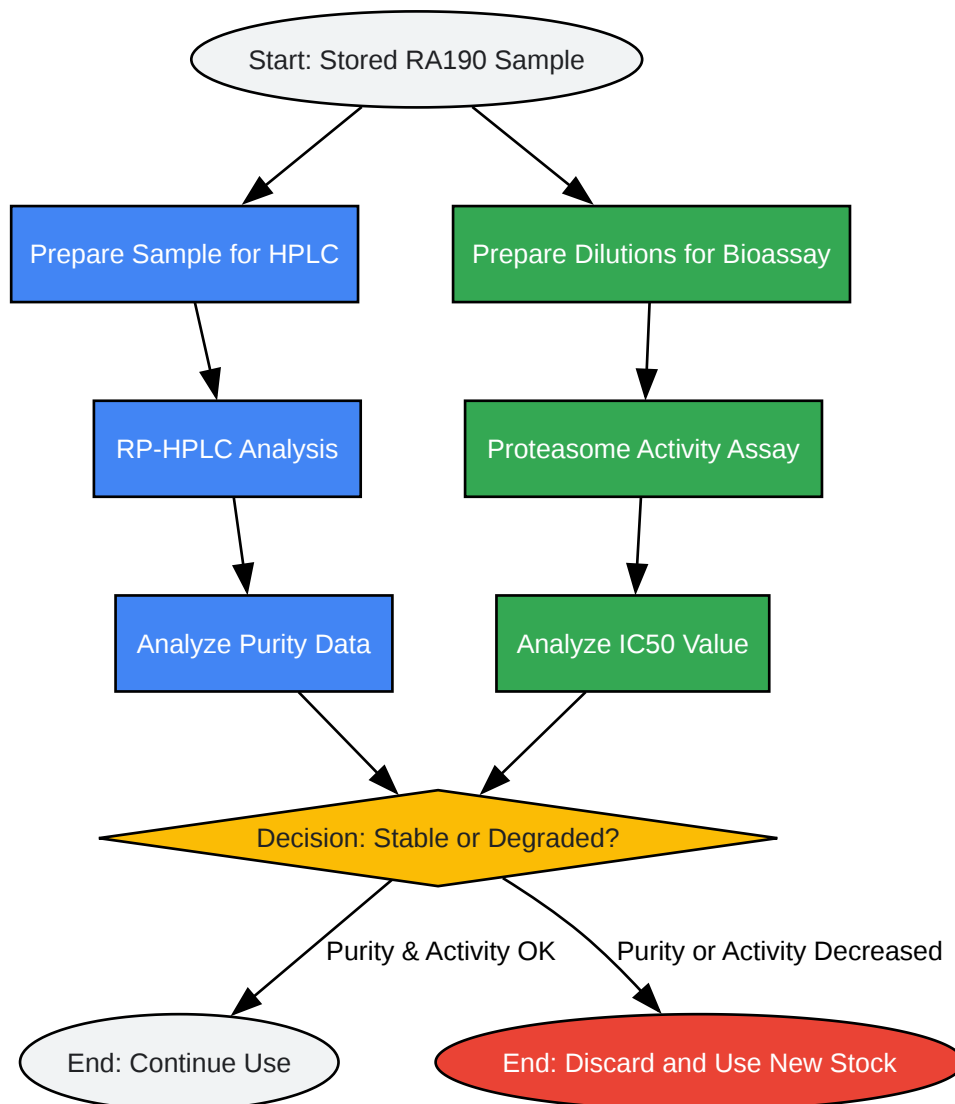 Start: Stored RA190 Sample
Prepare Sample for HPLC
Prepare Dilutions for Bioassay
RP-HPLC Analysis
Proteasome Activity Assay
Analyze Purity Data
Analyze IC50 Value
Decision: Stable or Degraded?
Purity & Activity OK
Purity or Activity Decreased
End: Continue Use
End: Discard and Use New Stock